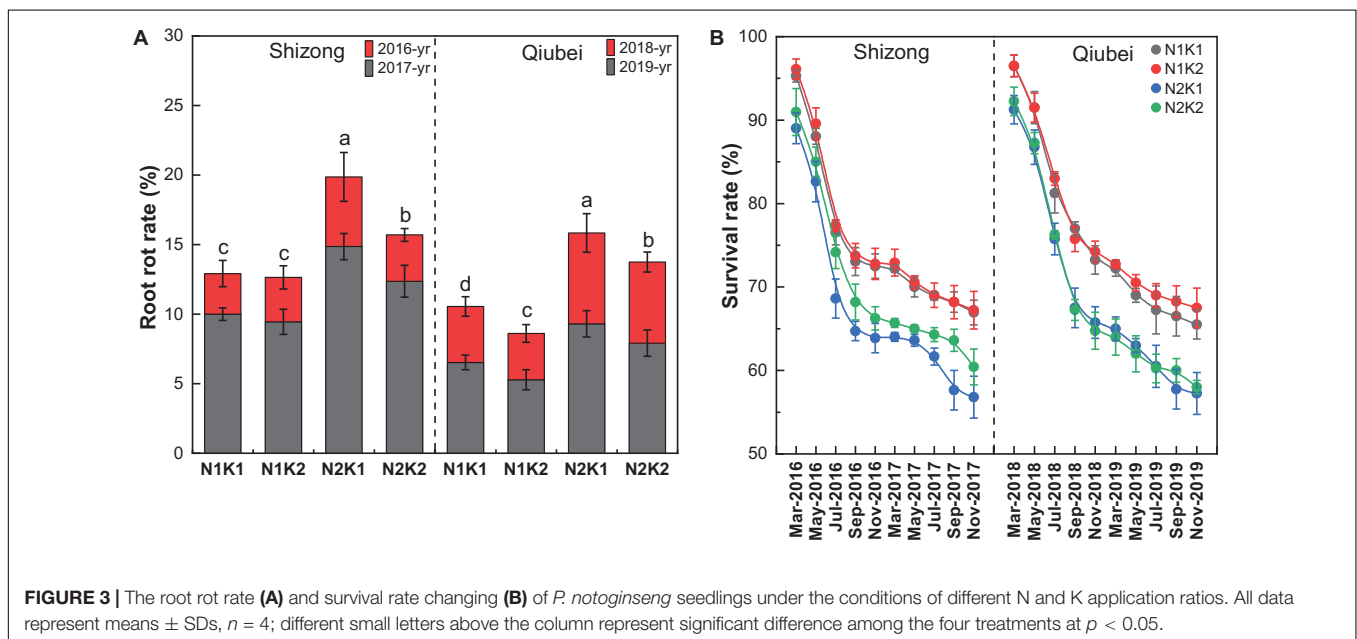 A
B
Shizong
Qiubei
2016-yr
2017-yr
2018-yr
2019-yr
Root rot rate (%)
30
25
20
15
10
5
0
c
c
a
b
d
c
a
b
N1K1
N1K2
N2K1
N2K2
N1K1
N1K2
N2K1
N2K2
Shizong
Qiubei
N1K1
N1K2
N2K1
N2K2
Survival rate (%)
100
90
80
70
60
50
Mar-2016
May-2016
Jul-2016
Sep-2016
Nov-2016
Mar-2017
May-2017
Jul-2017
Sep-2017
Nov-2017
Mar-2018
May-2018
Jul-2018
Sep-2018
Nov-2018
Mar-2019
May-2019
Jul-2019
Sep-2019
Nov-2019
FIGURE 3 | The root rot rate (A) and survival rate changing (B) of P. notoginseng seedlings under the conditions of different N and K application ratios. All data
represent means ± SDs, n = 4; different small letters above the column represent significant difference among the four treatments at p < 0.05.